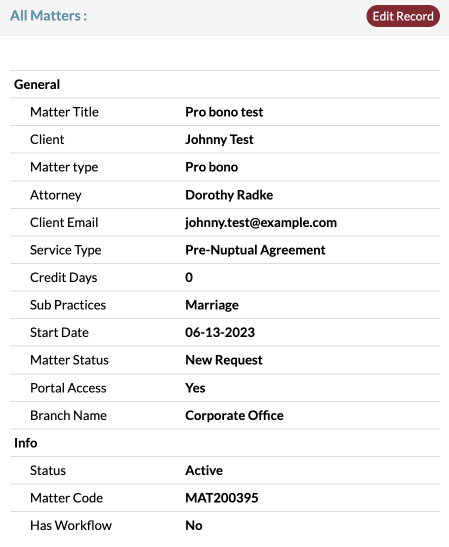 All Matters :
Edit Record
General
Matter Title Pro bono test
Client Johnny Test
Matter type Pro bono
Attorney Dorothy Radke
Client Email johnny.test@example.com
Service Type Pre-Nuptual Agreement
Credit Days 0
Sub Practices Marriage
Start Date 06-13-2023
Matter Status New Request
Portal Access Yes
Branch Name Corporate Office
Info
Status Active
Matter Code MAT200395
Has Workflow No